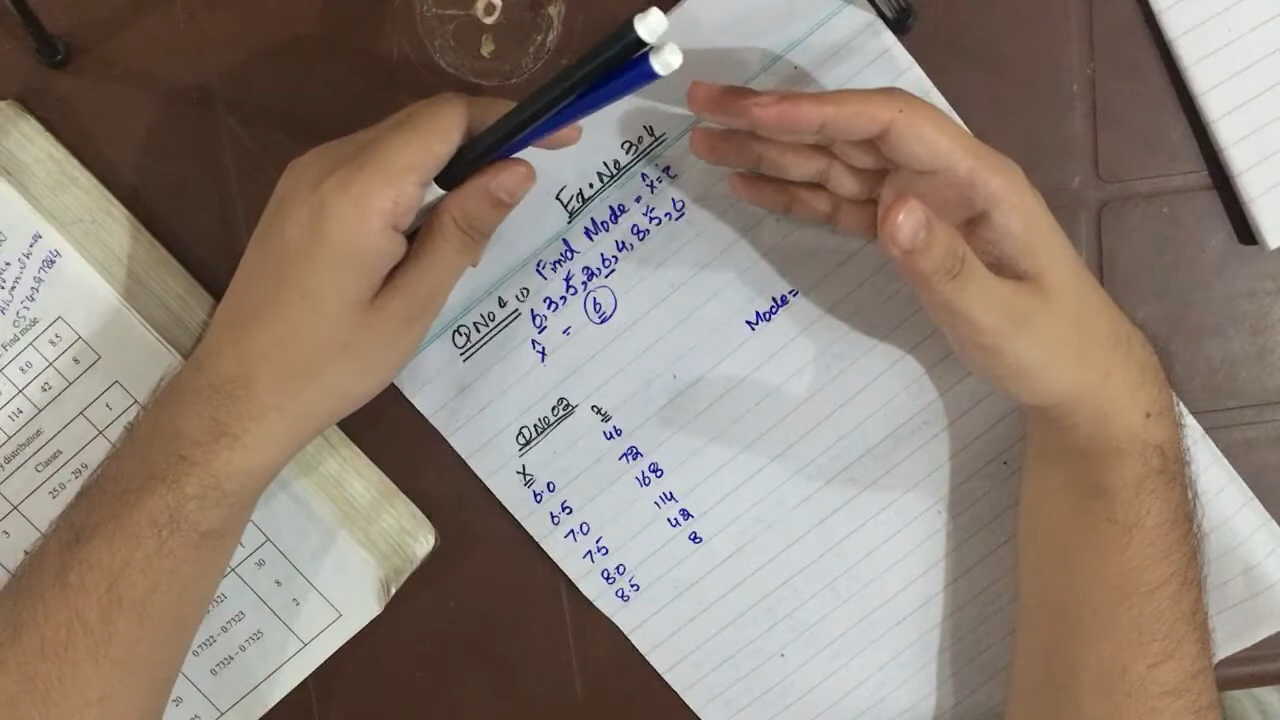 Ex. No 3.4
Q No 1 (i) Find Mode = x̂ = ?
6, 3, 5, 2, 6, 4, 8, 5, 6
x̂ = 6
Mode =
Q No 02
X f
6.0 46
6.5 72
7.0 168
7.5 114
8.0 42
8.5 8
Find mode
8.0 8.5
114 42 8
distribution:
Classes f
25.0 – 29.9
3
30
8
2
0.7322 – 0.7323
0.7324 – 0.7325
20